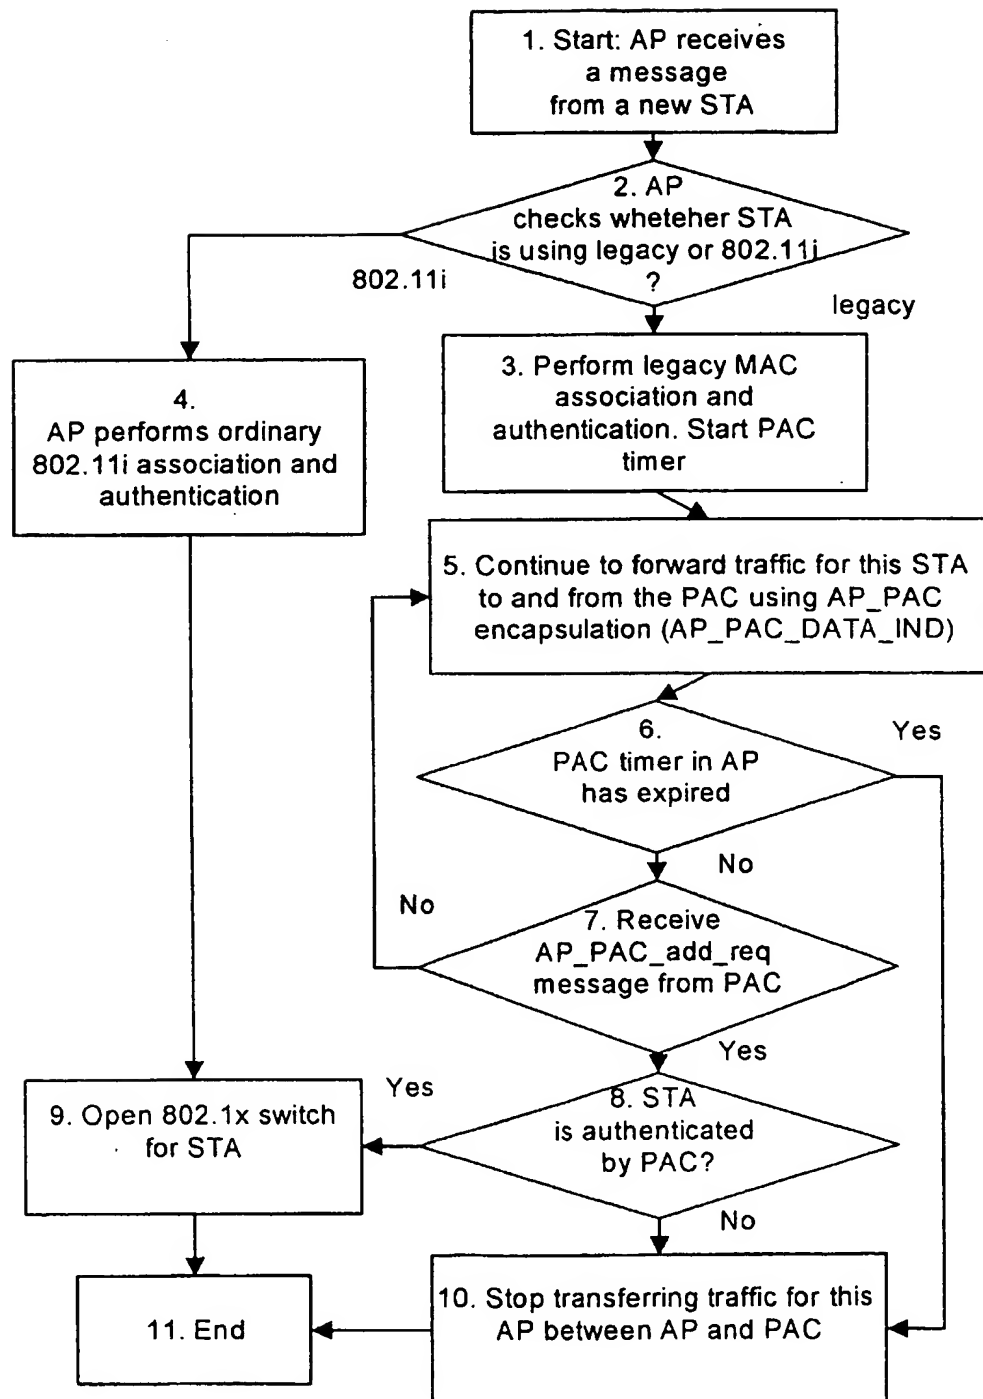 1. Start: AP receives
a message
from a new STA
2. AP
checks wheteher STA
is using legacy or 802.11i
?
802.11i
legacy
3. Perform legacy MAC
association and
authentication. Start PAC
timer
4.
AP performs ordinary
802.11i association and
authentication
5. Continue to forward traffic for this STA
to and from the PAC using AP_PAC
encapsulation (AP_PAC_DATA_IND)
6.
PAC timer in AP
has expired
Yes
No
7. Receive
AP_PAC_add_req
message from PAC
No
Yes
8. STA
is authenticated
by PAC?
Yes
No
9. Open 802.1x switch
for STA
10. Stop transferring traffic for this
AP between AP and PAC
11. End